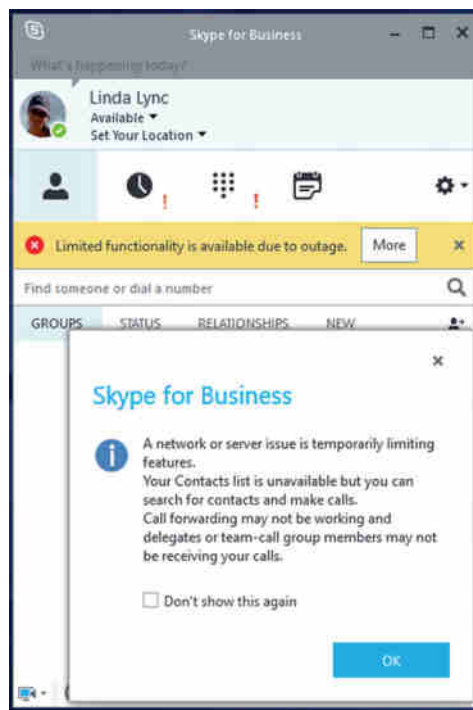 Skype for Business
What's happening today?
Linda Lync
Available
Set Your Location
!
!
Limited functionality is available due to outage.
More
Find someone or dial a number
GROUPS STATUS RELATIONSHIPS NEW
Skype for Business
A network or server issue is temporarily limiting
features.
Your Contacts list is unavailable but you can
search for contacts and make calls.
Call forwarding may not be working and
delegates or team-call group members may not
be receiving your calls.
Don't show this again
OK